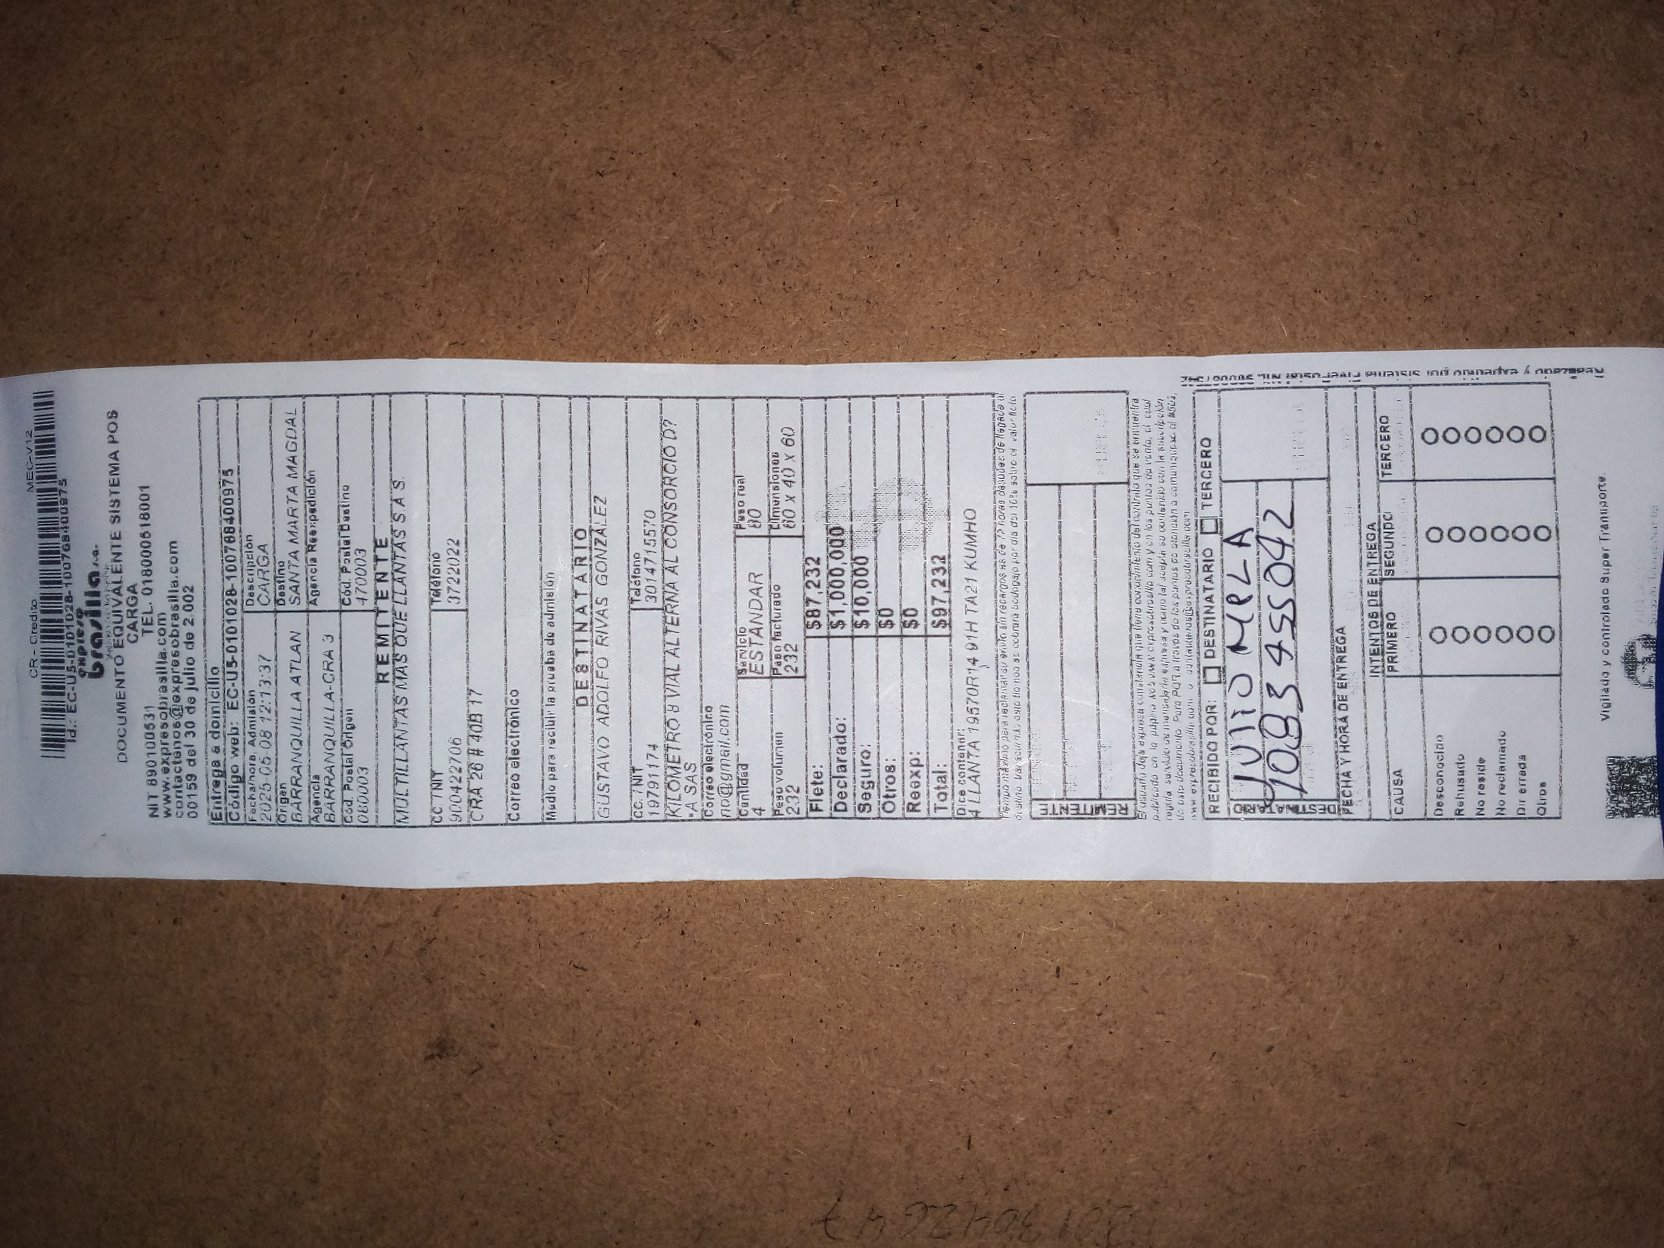 CR - Credito MEC-V12
Id.: EC-U5-0101028-100768400975
expreso
brasilia s.a.
DOCUMENTO EQUIVALENTE SISTEMA POS
CARGA
NIT 890100531 TEL. 018000518001
www.expresobrasilia.com
contactenos@expresobrasilia.com
00159 del 30 de julio de 2.002
Entrega a domicilio
Código web: EC-U5-0101028-100768400975
Fecha/hora Admisión Descripción
2025-05-08 12:13:37 CARGA
Origen Destino
BARRANQUILLA ATLAN SANTA MARTA MAGDAL
Agencia Agencia Reexpedición
BARRANQUILLA-CRA 3
Cód. Postal Origen Cód. Postal Destino
080003 470003
REMITENTE
MULTILLANTAS MAS QUE LLANTAS S.A.S.
CC / NIT Teléfono
900422706 3722022
CRA 26 # 40B 17
Correo electrónico
Medio para recibir la prueba de admisión
DESTINATARIO
GUSTAVO ADOLFO RIVAS GONZALEZ
CC. / NIT Teléfono
19791174 3014715570
KILOMETRO 8 VIAL ALTERNA AL CONSORCIO D?
*A SAS
Correo electrónico
no@gmail.com
Cantidad Servicio Peso real
4 ESTANDAR 80
Peso volumen Peso facturado Dimensiones
232 232 60 x 40 x 60
Flete: $87,232
Declarado: $1,000,000
Seguro: $10,000
Otros: $0
Reexp: $0
Total: $97,232
Dice contener:
4 LLANTA 19570R14 91H TA21 KUMHO
REMITENTE
RECIBIDO POR: DESTINATARIO TERCERO
DESTINATARIO
JULIO MELA
1083455042
FECHA Y HORA DE ENTREGA
INTENTOS DE ENTREGA
CAUSA PRIMERO SEGUNDO TERCERO
Desconocido
Rehusado
No reside
No reclamado
Dir errada
Otros
Vigilado y controlado Super Transporte